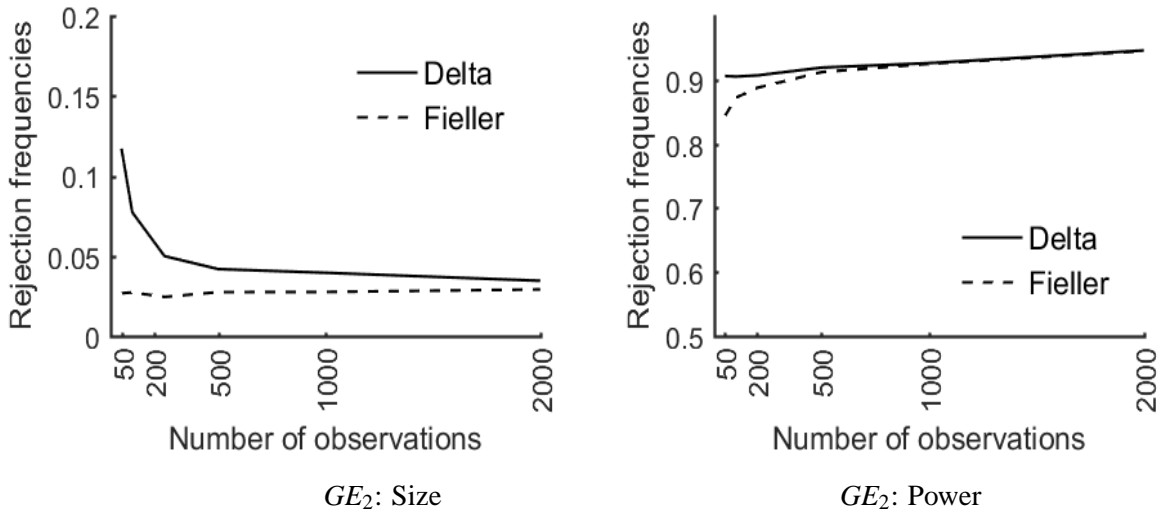 0.2
0.15
0.1
0.05
0
Rejection frequencies
Delta
Fieller
50
200
500
1000
2000
Number of observations
GE2: Size
0.9
0.8
0.7
0.6
0.5
Rejection frequencies
Delta
Fieller
50
200
500
1000
2000
Number of observations
GE2: Power